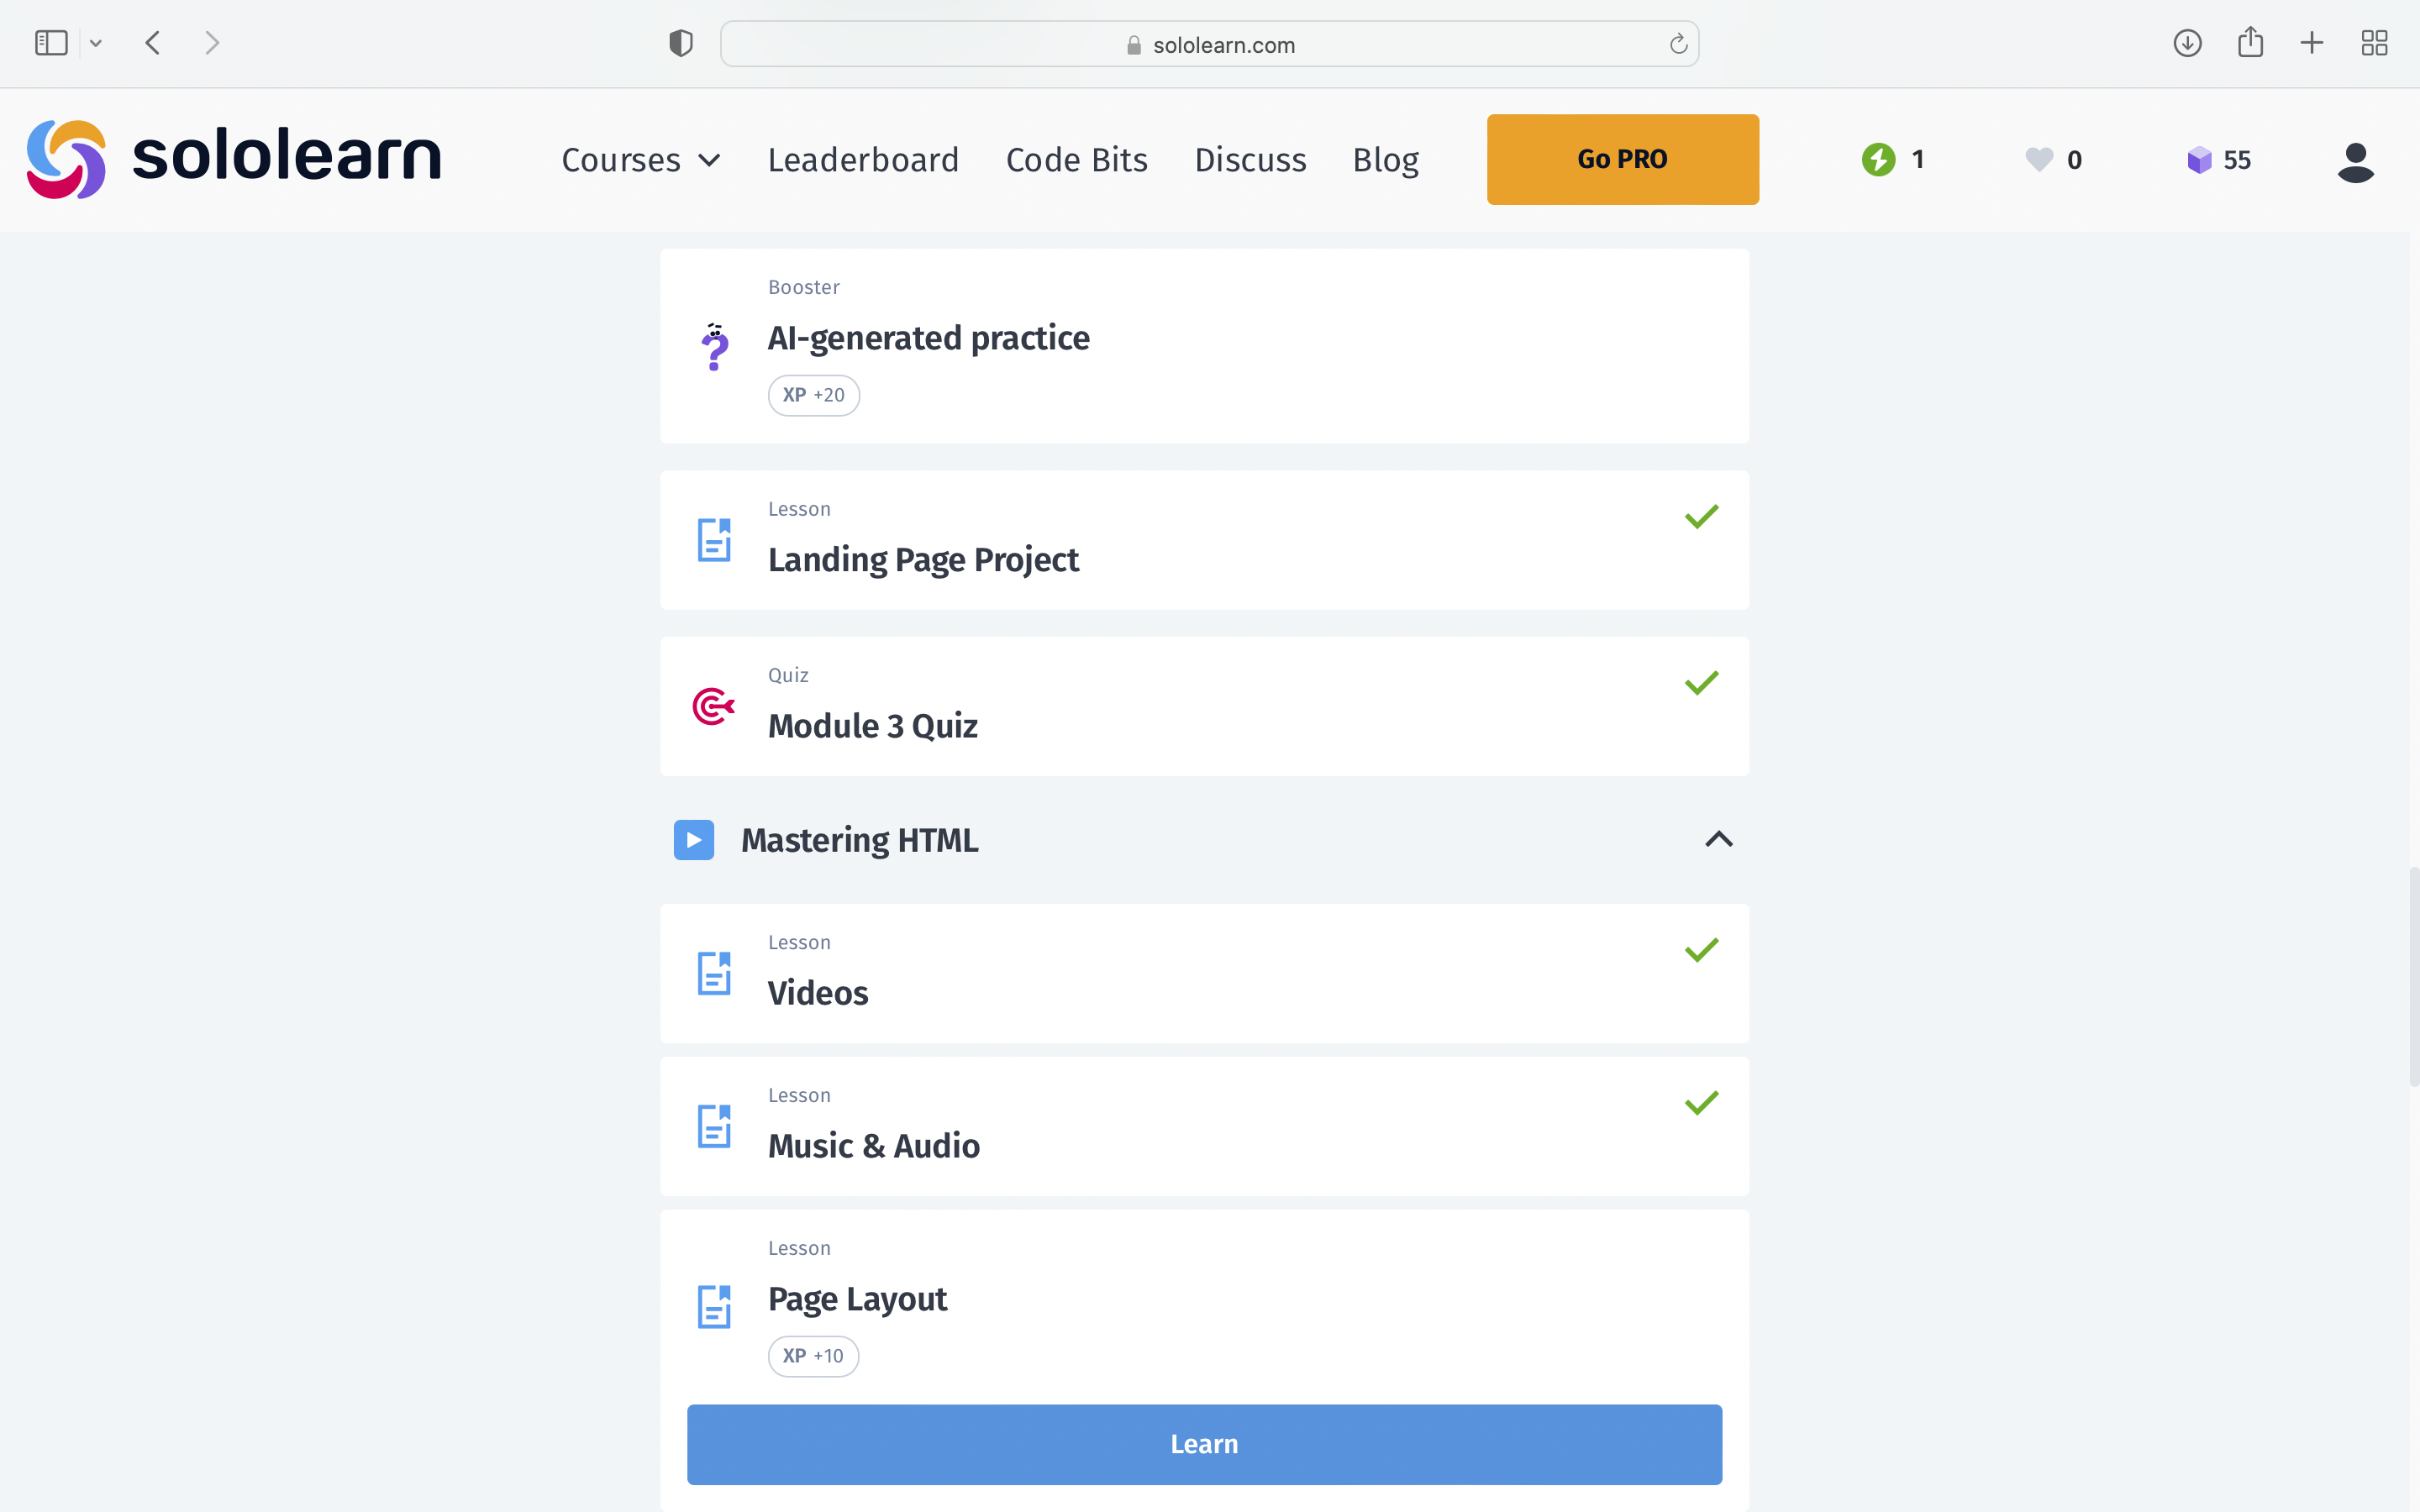 sololearn.com
sololearn Courses Leaderboard Code Bits Discuss Blog Go PRO 1 0 55
Booster
AI-generated practice
XP +20
Lesson
Landing Page Project
Quiz
Module 3 Quiz
Mastering HTML
Lesson
Videos
Lesson
Music & Audio
Lesson
Page Layout
XP +10
Learn